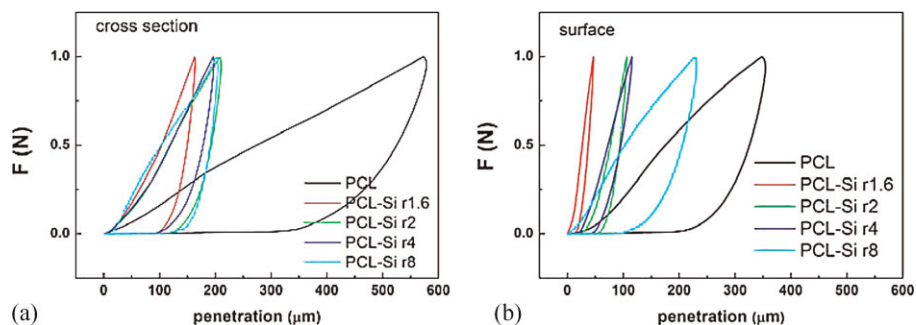 cross section
1.0
0.5
0.0
F (N)
PCL
PCL-Si r1.6
PCL-Si r2
PCL-Si r4
PCL-Si r8
0 100 200 300 400 500 600
penetration (μm)
(a)
surface
1.0
0.5
0.0
F (N)
PCL
PCL-Si r1.6
PCL-Si r2
PCL-Si r4
PCL-Si r8
0 100 200 300 400 500 600
penetration (μm)
(b)